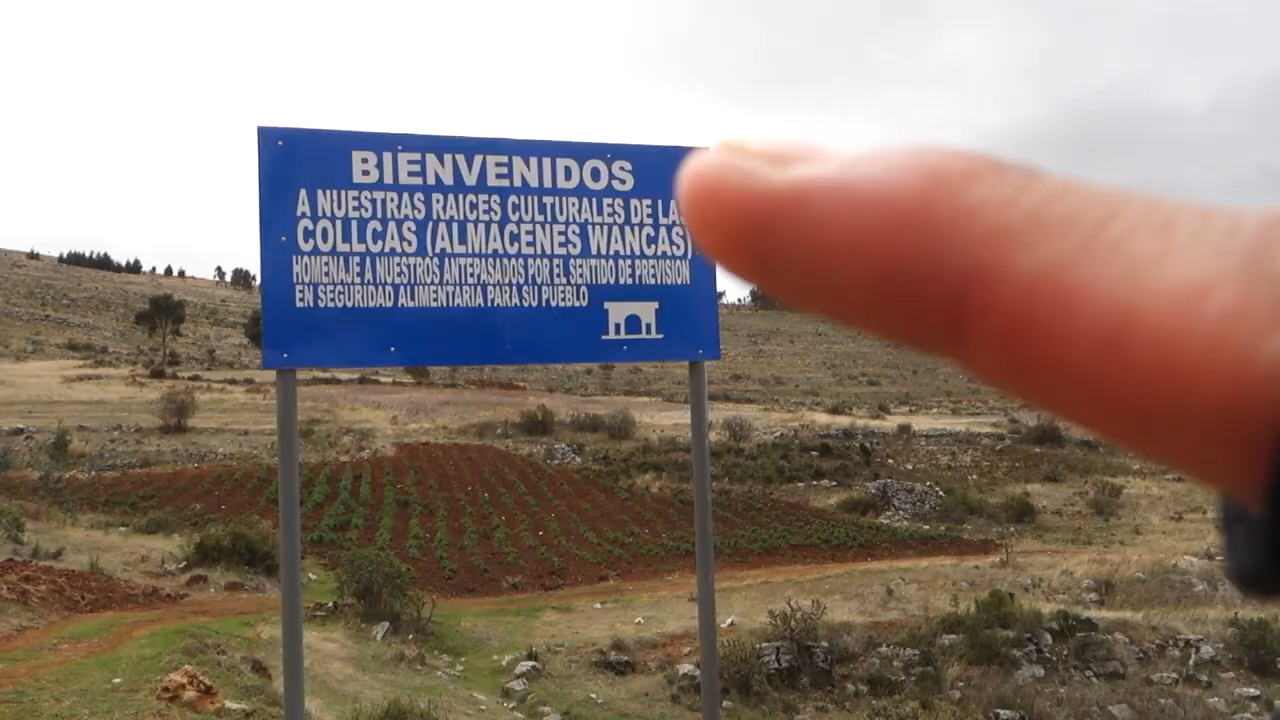 BIENVENIDOS
A NUESTRAS RAICES CULTURALES DE LAS
COLLCAS (ALMACENES WANCAS)
HOMENAJE A NUESTROS ANTEPASADOS POR EL SENTIDO DE PREVISION
EN SEGURIDAD ALIMENTARIA PARA SU PUEBLO